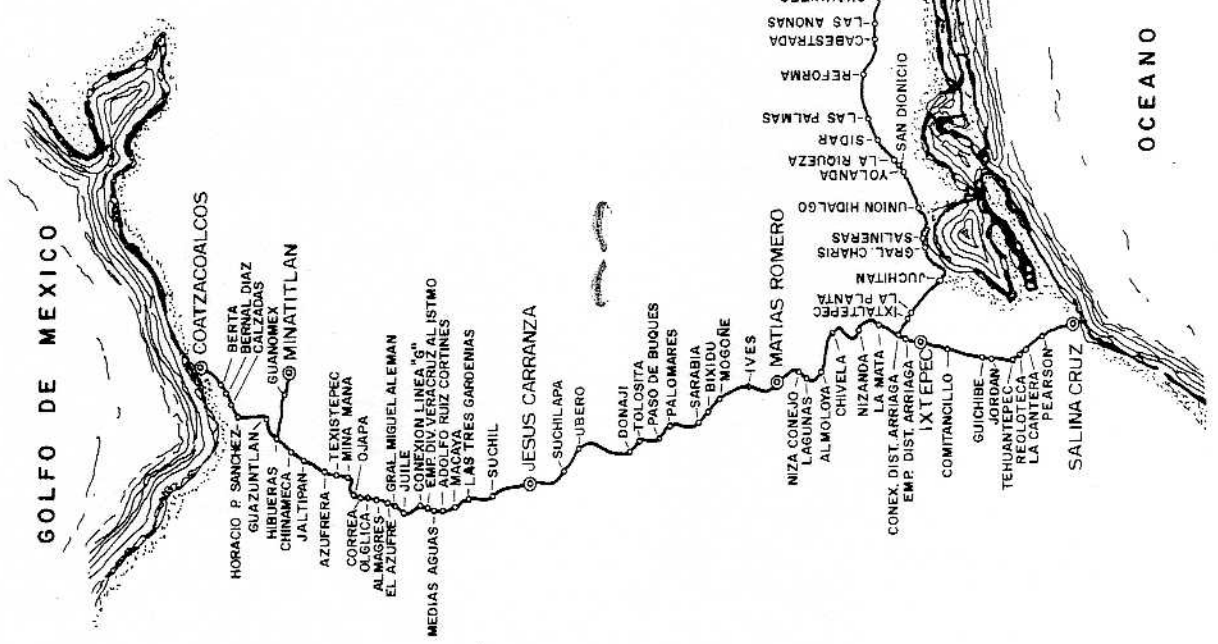 GOLFO DE MEXICO
COATZACOALCOS
BERTA
BERNAL DIAZ
CALZADAS
GUANOMEX
MINATITLAN
HORACIO P. SANCHEZ
GUAZUNTLAN
HIBUERAS
CHINAMECA
JALTIPAN
AZUFRERA
TEXISTEPEC
MINA MANA
CORREA
OJAPA
OLGLICA
ALMAGRES
EL AZUFRE
GRAL. MIGUEL ALEMAN
JUILE
CONEXION LINEA "G"
EMP. DIV. VERACRUZ AL ISTMO
MEDIAS AGUAS
ADOLFO RUIZ CORTINES
MACAYA
LAS TRES GARDENIAS
SUCHIL
JESUS CARRANZA
SUCHILAPA
UBERO
DONAJI
TOLOSITA
PASO DE BUQUES
PALOMARES
SARABIA
BIXIDU
MOGOÑE
IVES
MATIAS ROMERO
NIZA CONEJO
LAGUNAS
ALMOLOYA
CHIVELA
NIZANDA
LA MATA
CONEX. DIST. ARRIAGA
EMP. DIST. ARRIAGA
IXTEPEC
COMITANCILLO
GUICHIBE
JORDAN
TEHUANTEPEC
REOLOTECA
LA CANTERA
PEARSON
SALINA CRUZ
IXTALTEPEC
LA PLANTA
JUCHITAN
GRAL. CHARIS
SALINERAS
UNION HIDALGO
YOLANDA
LA RIQUEZA
SAN DIONICIO
SIDAR
LAS PALMAS
REFORMA
CABESTRADA
LAS ANONAS
OCEANO